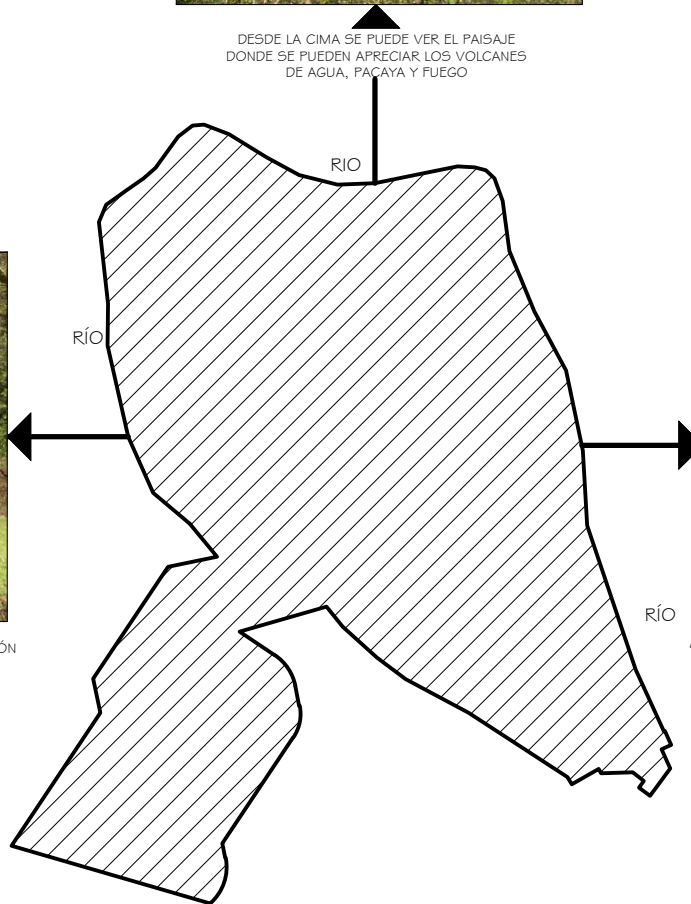 DESDE LA CIMA SE PUEDE VER EL PAISAJE
DONDE SE PUEDEN APRECIAR LOS VOLCANES
DE AGUA, PACAYA Y FUEGO
RIO
RÍO
RÍO
ÓN